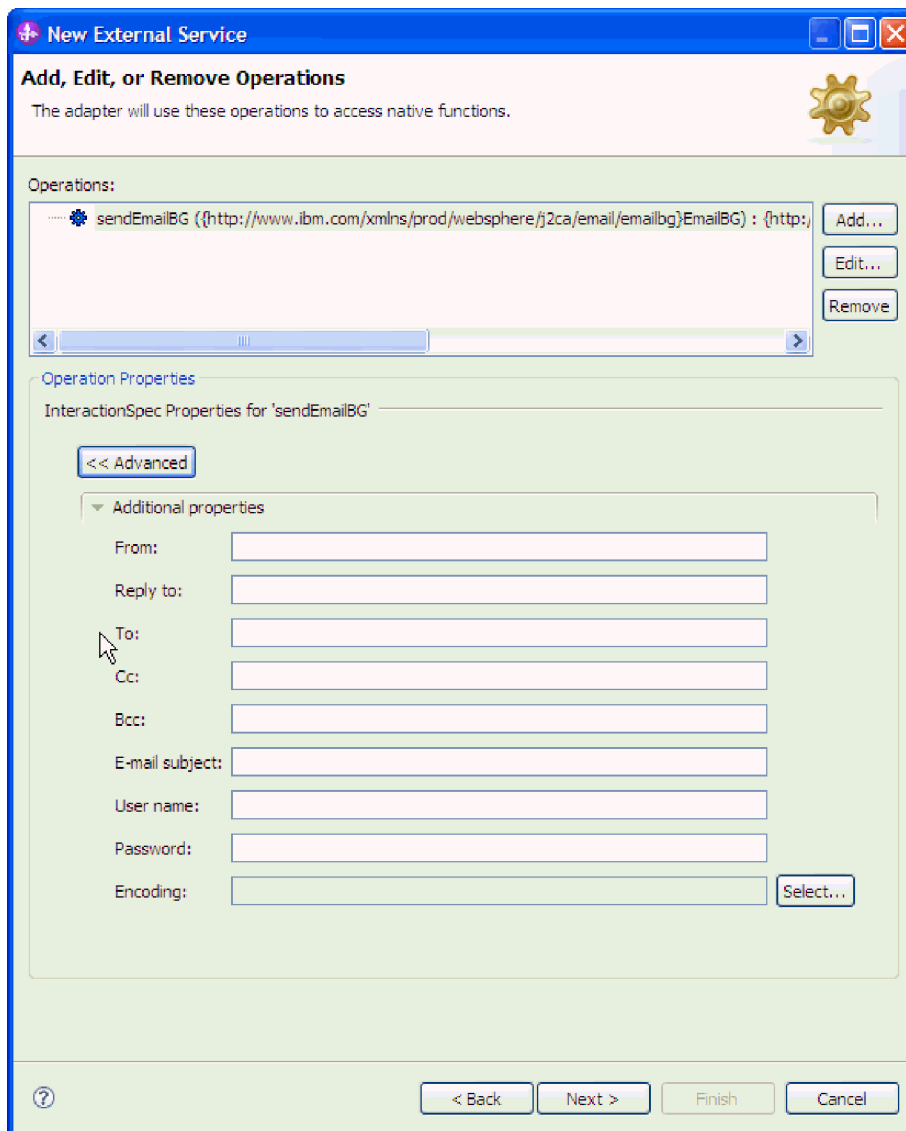 New External Service
Add, Edit, or Remove Operations
The adapter will use these operations to access native functions.
Operations:
sendEmailBG ({http://www.ibm.com/xmlns/prod/websphere/j2ca/email/emailbg}EmailBG) : {http:/
Add...
Edit...
Remove
Operation Properties
InteractionSpec Properties for 'sendEmailBG'
<< Advanced
Additional properties
From:
Reply to:
To:
Cc:
Bcc:
E-mail subject:
User name:
Password:
Encoding:
Select...
?
< Back
Next >
Finish
Cancel